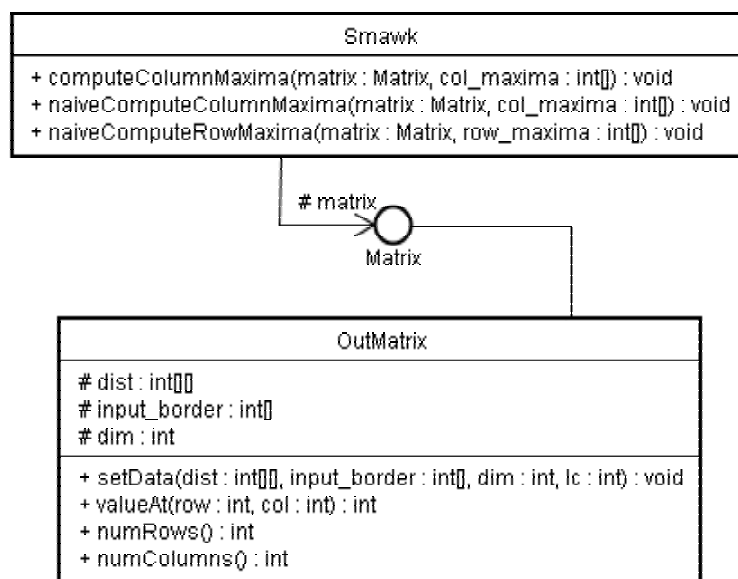 Smawk
+ computeColumnMaxima(matrix : Matrix, col_maxima : int[]) : void
+ naiveComputeColumnMaxima(matrix : Matrix, col_maxima : int[]) : void
+ naiveComputeRowMaxima(matrix : Matrix, row_maxima : int[]) : void
# matrix
Matrix
OutMatrix
# dist : int[][]
# input_border : int[]
# dim : int
+ setData(dist : int[][], input_border : int[], dim : int, lc : int) : void
+ valueAt(row : int, col : int) : int
+ numRows() : int
+ numColumns() : int